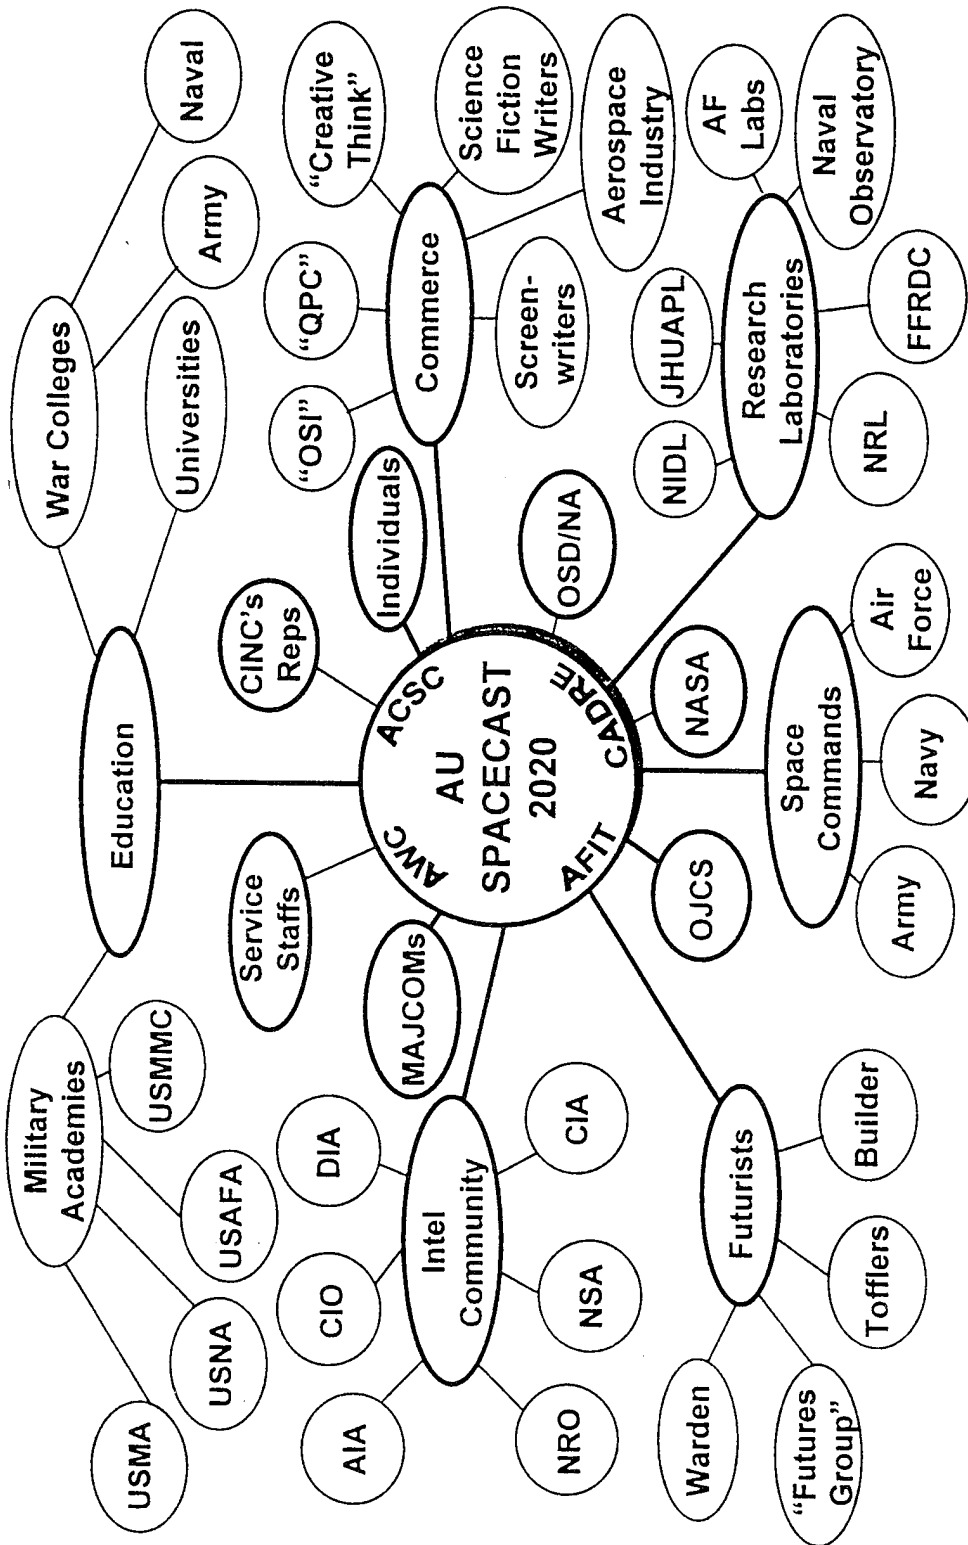 USMA
USNA
USAFA
USMMC
Military
Academies
Education
War Colleges
Universities
Army
Naval
AIA
CIO
DIA
Intel
Community
NRO
NSA
CIA
Service
Staffs
MAJCOMs
CINC's
Reps
Individuals
AWC
ACSC
AU
SPACECAST
2020
AFIT
CADRE
"OSI"
"QPC"
"Creative
Think"
Commerce
Science
Fiction
Writers
Screen-
writers
Aerospace
Industry
OSD/NA
NASA
OJCS
Warden
"Futures
Group"
Futurists
Tofflers
Builder
Space
Commands
Army
Navy
Air
Force
NIDL
JHUAPL
AF
Labs
Research
Laboratories
NRL
FFRDC
Naval
Observatory